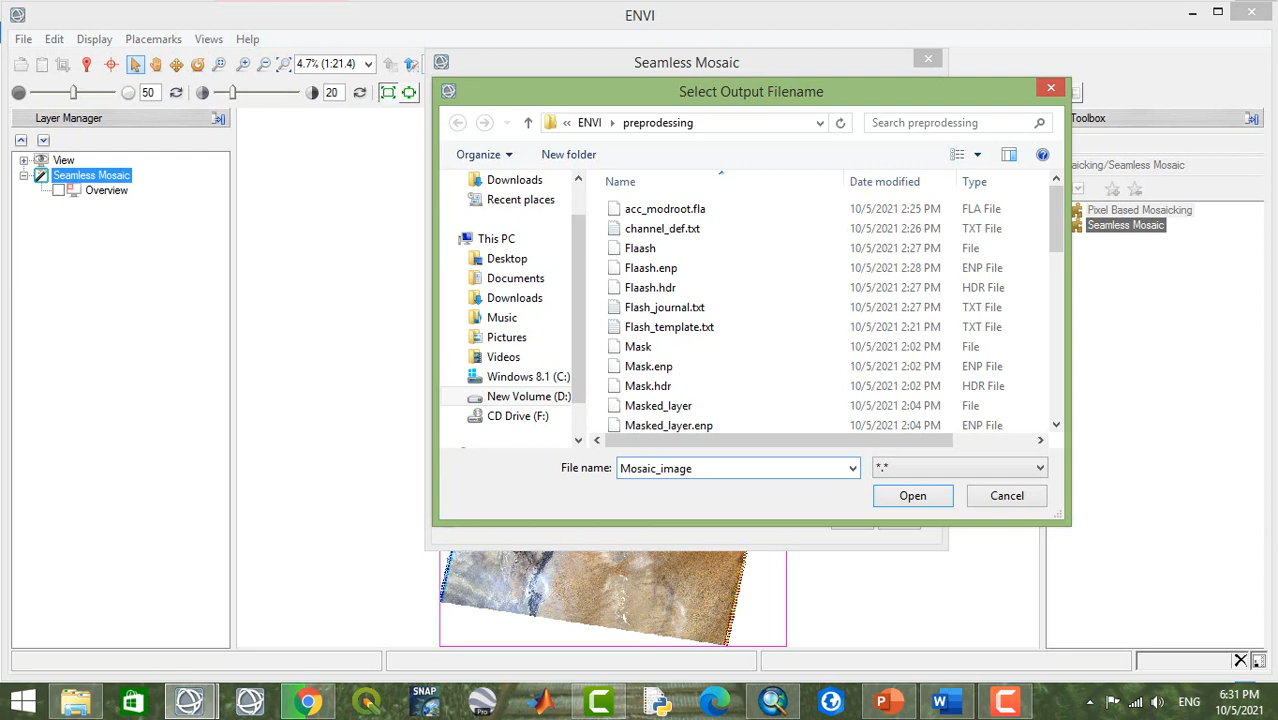 ENVI
File Edit Display Placemarks Views Help
4.7% (1:21.4)
50 20
Layer Manager
View
Seamless Mosaic
Overview
Seamless Mosaic
Select Output Filename
« ENVI preprodessing
Search preprodessing
Organize New folder
Downloads
Recent places
This PC
Desktop
Documents
Downloads
Music
Pictures
Videos
Windows 8.1 (C:)
New Volume (D:)
CD Drive (F:)
Name Date modified Type
acc_modroot.fla 10/5/2021 2:25 PM FLA File
channel_def.txt 10/5/2021 2:26 PM TXT File
Flaash 10/5/2021 2:27 PM File
Flaash.enp 10/5/2021 2:28 PM ENP File
Flaash.hdr 10/5/2021 2:27 PM HDR File
Flash_journal.txt 10/5/2021 2:27 PM TXT File
Flash_template.txt 10/5/2021 2:21 PM TXT File
Mask 10/5/2021 2:02 PM File
Mask.enp 10/5/2021 2:02 PM ENP File
Mask.hdr 10/5/2021 2:02 PM HDR File
Masked_layer 10/5/2021 2:04 PM File
Masked_layer.enp 10/5/2021 2:04 PM ENP File
File name: Mosaic_image *.*
Open Cancel
Toolbox
aicking/Seamless Mosaic
Pixel Based Mosaicking
Seamless Mosaic
SNAP
Pro
ENG
6:31 PM
10/5/2021